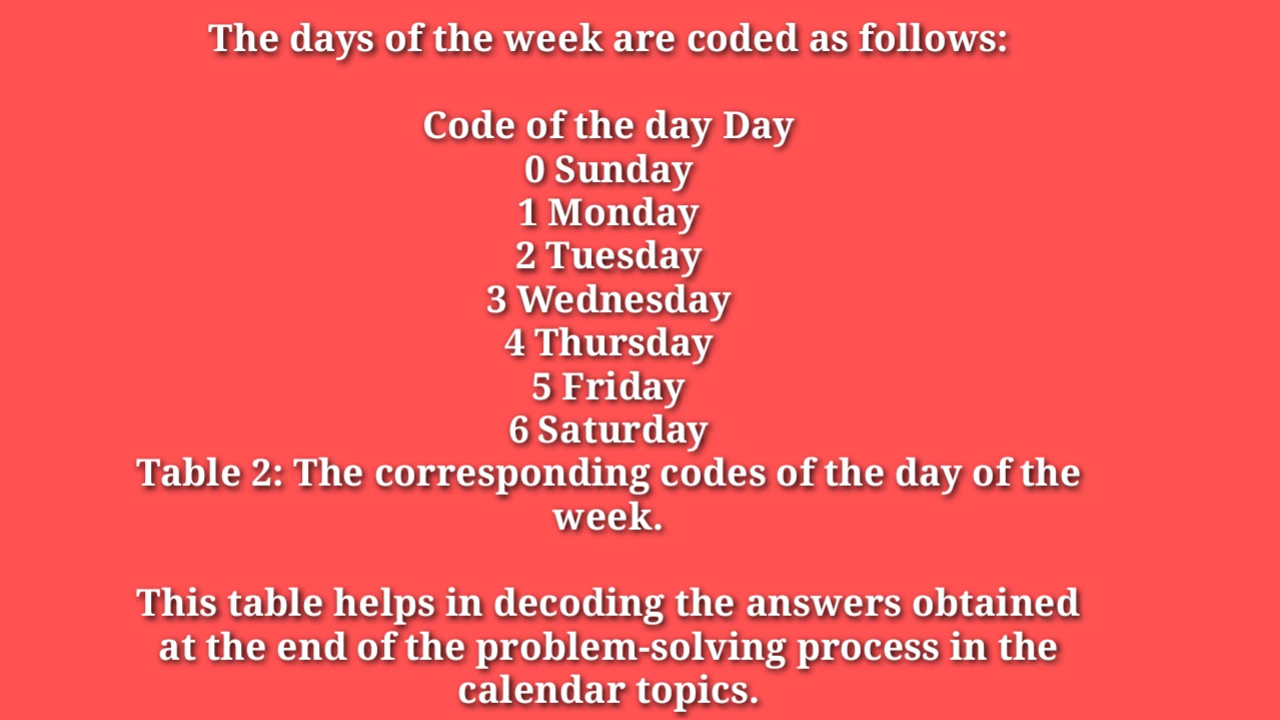 The days of the week are coded as follows:
Code of the day Day
0 Sunday
1 Monday
2 Tuesday
3 Wednesday
4 Thursday
5 Friday
6 Saturday
Table 2: The corresponding codes of the day of the
week.
This table helps in decoding the answers obtained
at the end of the problem-solving process in the
calendar topics.